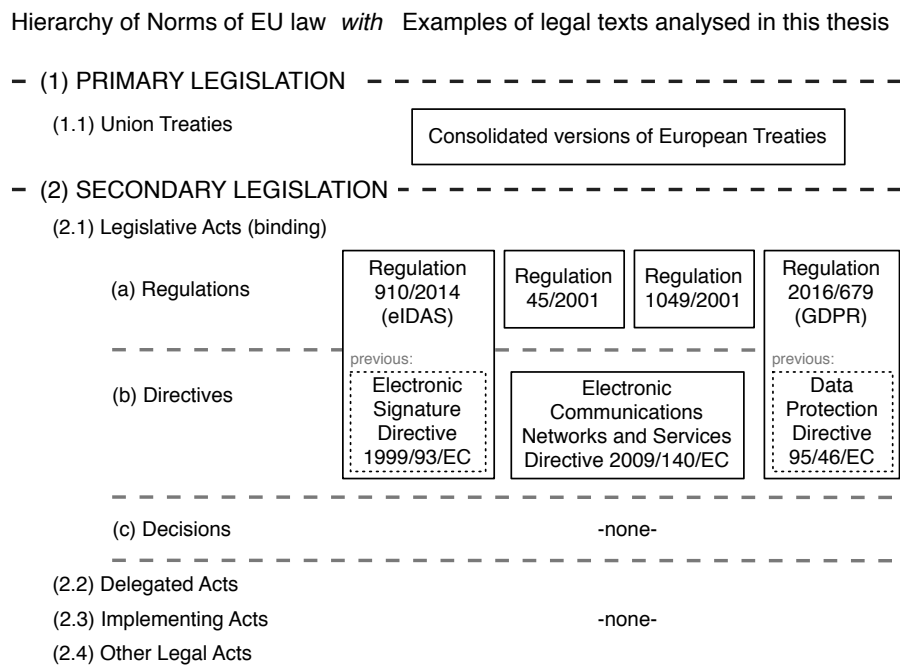 Hierarchy of Norms of EU law with Examples of legal texts analysed in this thesis
(1) PRIMARY LEGISLATION
(1.1) Union Treaties
Consolidated versions of European Treaties
(2) SECONDARY LEGISLATION
(2.1) Legislative Acts (binding)
(a) Regulations
Regulation
910/2014
(eIDAS)
Regulation
45/2001
Regulation
1049/2001
Regulation
2016/679
(GDPR)
(b) Directives
previous:
Electronic
Signature
Directive
1999/93/EC
Electronic
Communications
Networks and Services
Directive 2009/140/EC
previous:
Data
Protection
Directive
95/46/EC
(c) Decisions
-none-
(2.2) Delegated Acts
(2.3) Implementing Acts
-none-
(2.4) Other Legal Acts